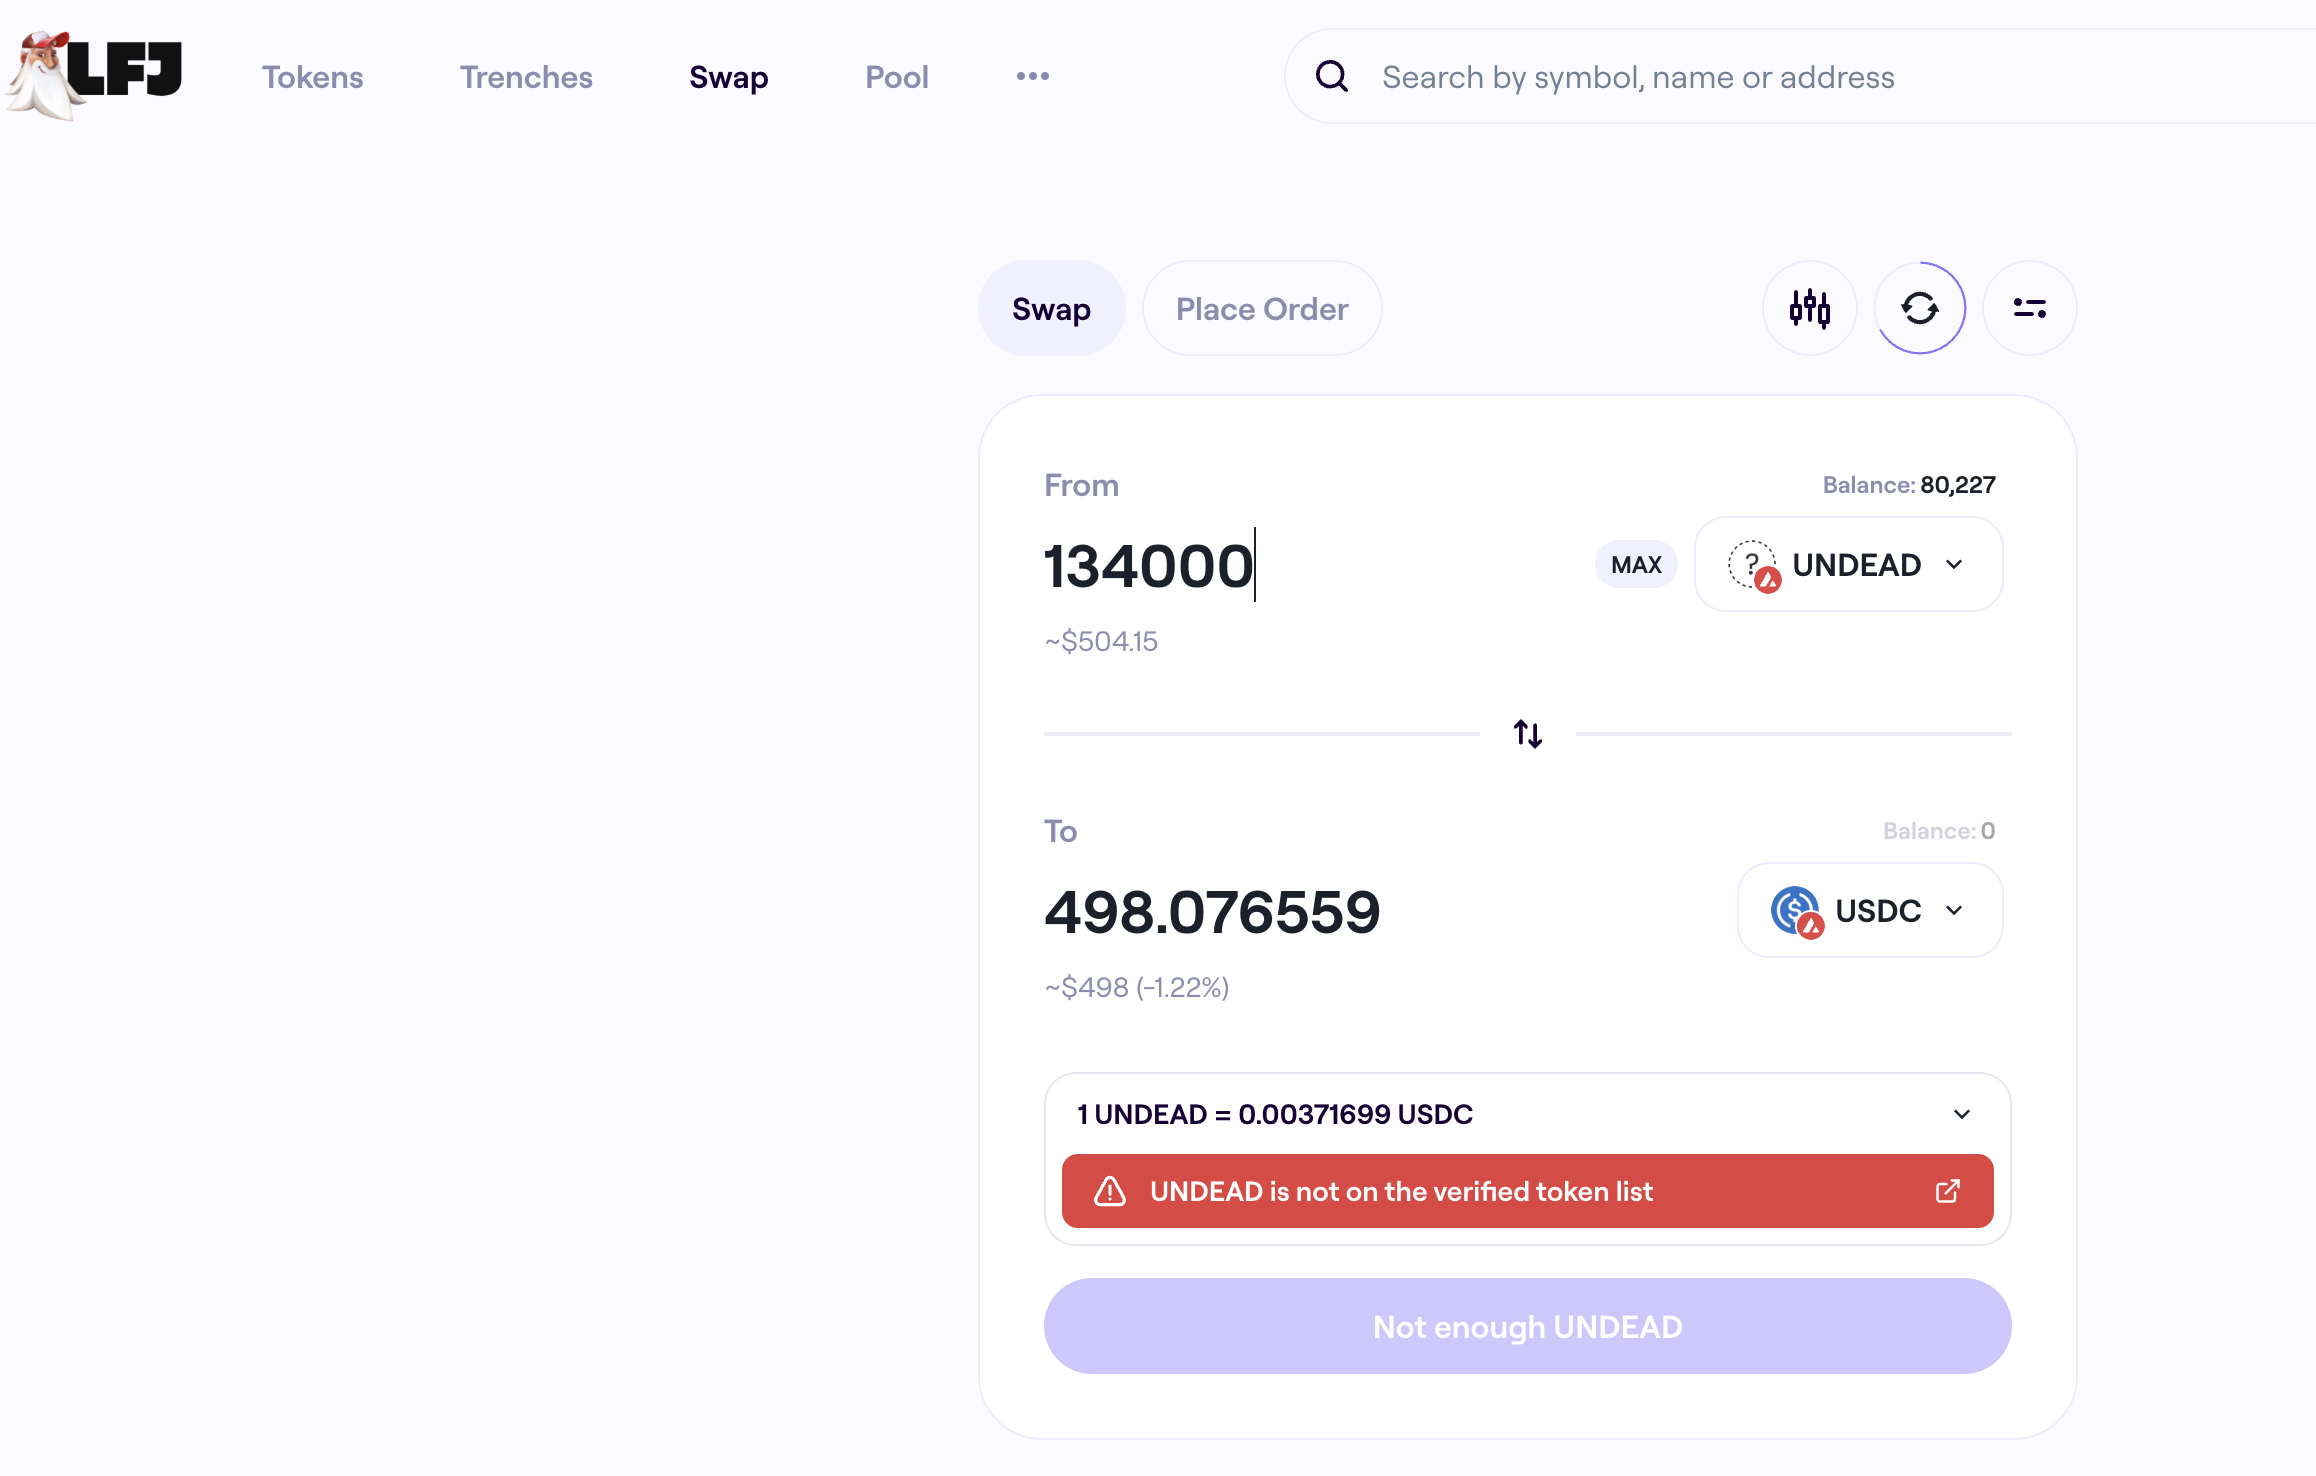 LFJ
Tokens
Trenches
Swap
Pool
Search by symbol, name or address
Swap
Place Order
From
Balance: 80,227
134000
MAX
? UNDEAD
~$504.15
To
Balance: 0
498.076559
USDC
~$498 (-1.22%)
1 UNDEAD = 0.00371699 USDC
UNDEAD is not on the verified token list
Not enough UNDEAD